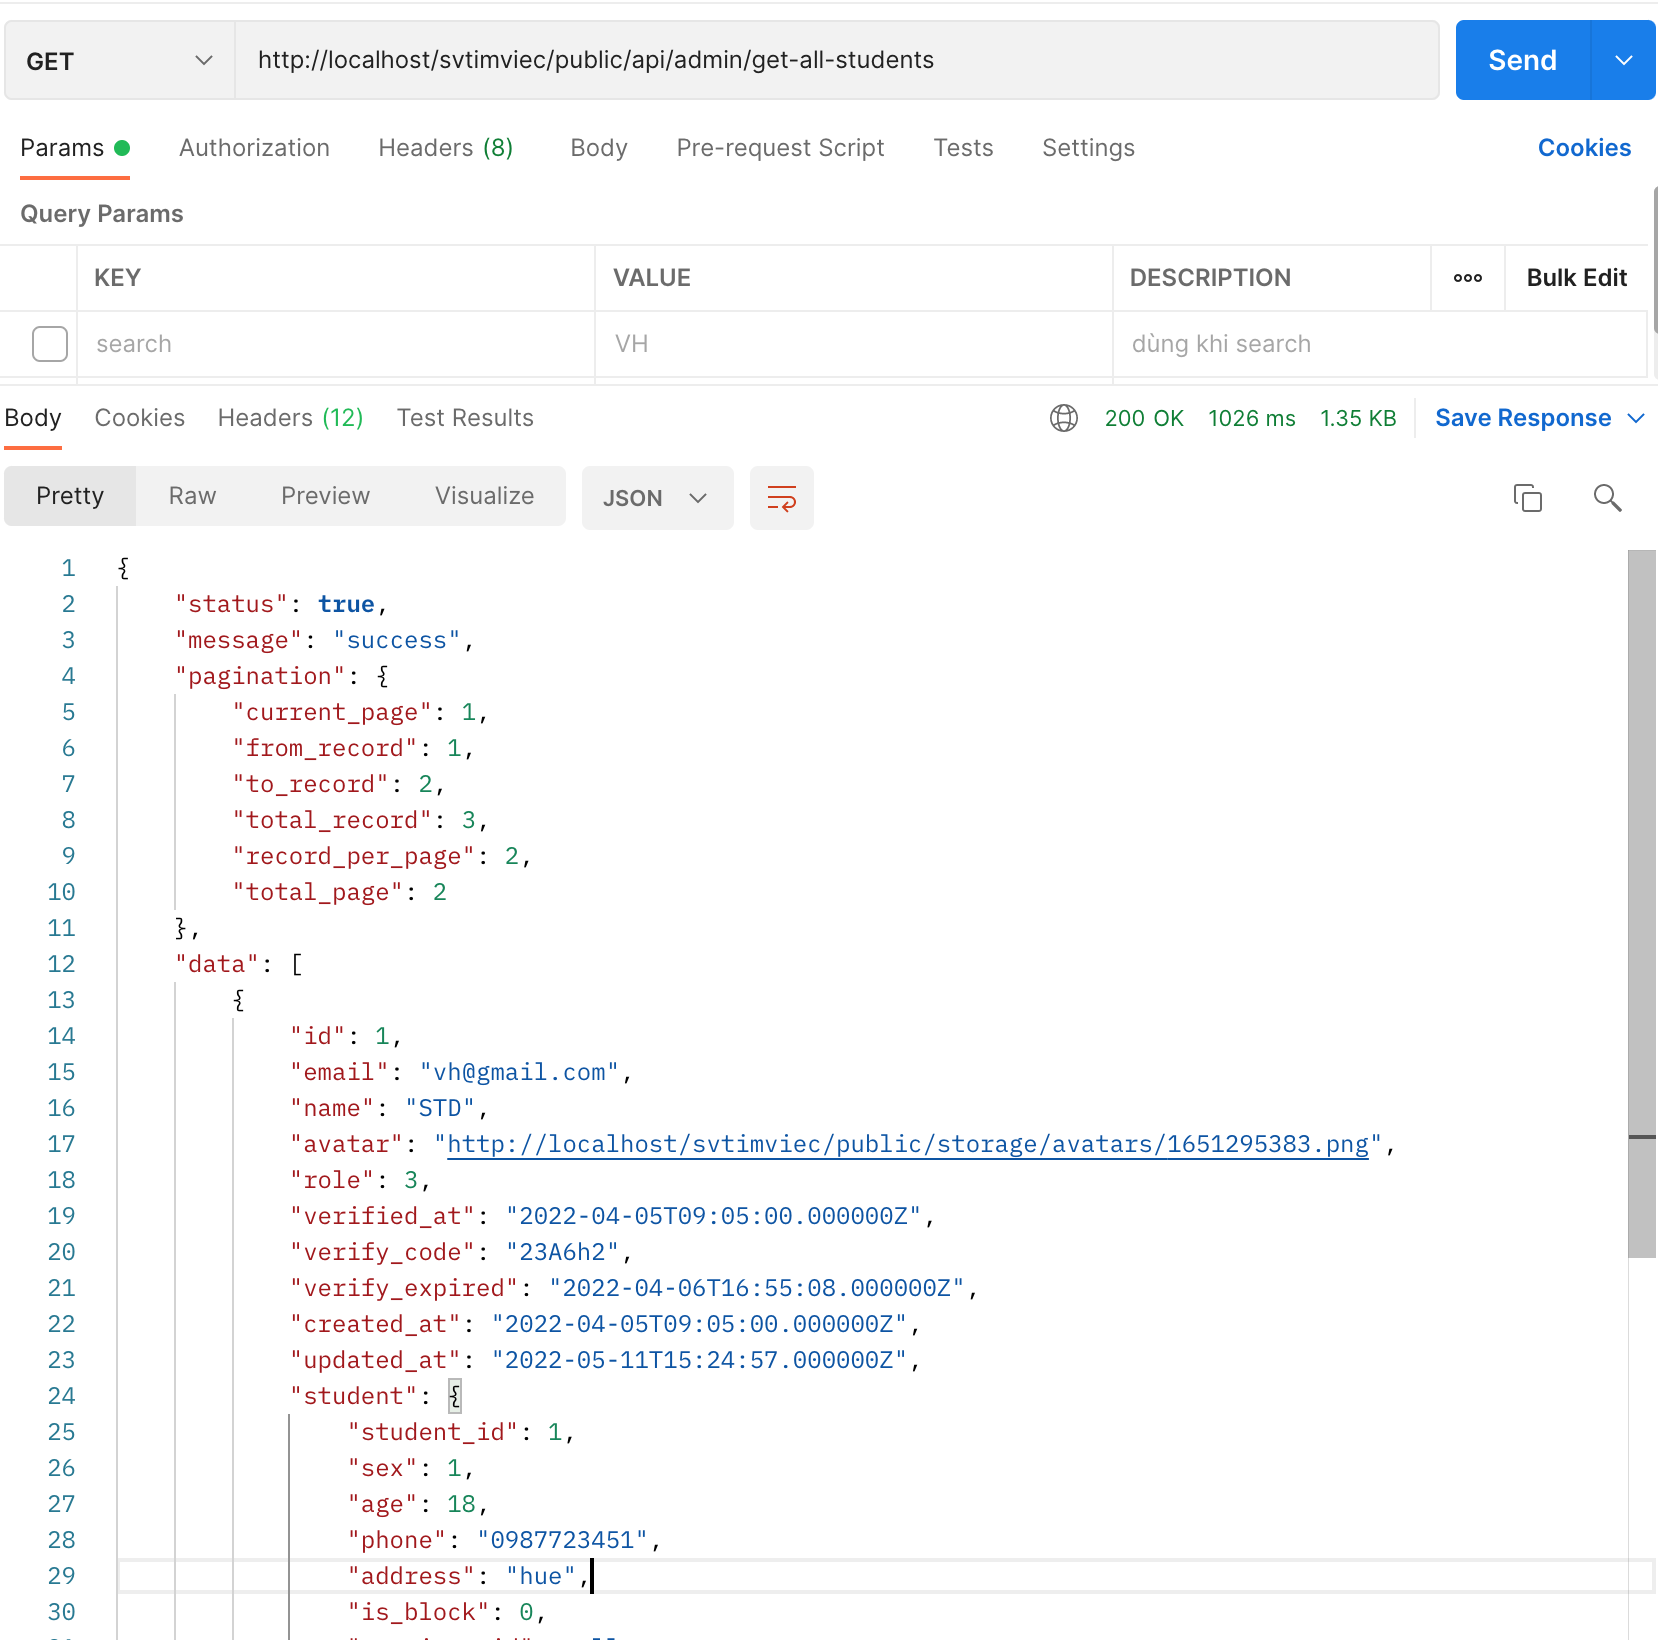 GET http://localhost/svtimviec/public/api/admin/get-all-students Send
Params Authorization Headers (8) Body Pre-request Script Tests Settings Cookies
Query Params
KEY VALUE DESCRIPTION ooo Bulk Edit
search VH dùng khi search
Body Cookies Headers (12) Test Results 200 OK 1026 ms 1.35 KB Save Response
Pretty Raw Preview Visualize JSON
1 {
2 "status": true,
3 "message": "success",
4 "pagination": {
5 "current_page": 1,
6 "from_record": 1,
7 "to_record": 2,
8 "total_record": 3,
9 "record_per_page": 2,
10 "total_page": 2
11 },
12 "data": [
13 {
14 "id": 1,
15 "email": "vh@gmail.com",
16 "name": "STD",
17 "avatar": "http://localhost/svtimviec/public/storage/avatars/1651295383.png",
18 "role": 3,
19 "verified_at": "2022-04-05T09:05:00.000000Z",
20 "verify_code": "23A6h2",
21 "verify_expired": "2022-04-06T16:55:08.000000Z",
22 "created_at": "2022-04-05T09:05:00.000000Z",
23 "updated_at": "2022-05-11T15:24:57.000000Z",
24 "student": {
25 "student_id": 1,
26 "sex": 1,
27 "age": 18,
28 "phone": "0987723451",
29 "address": "hue",
30 "is_block": 0,